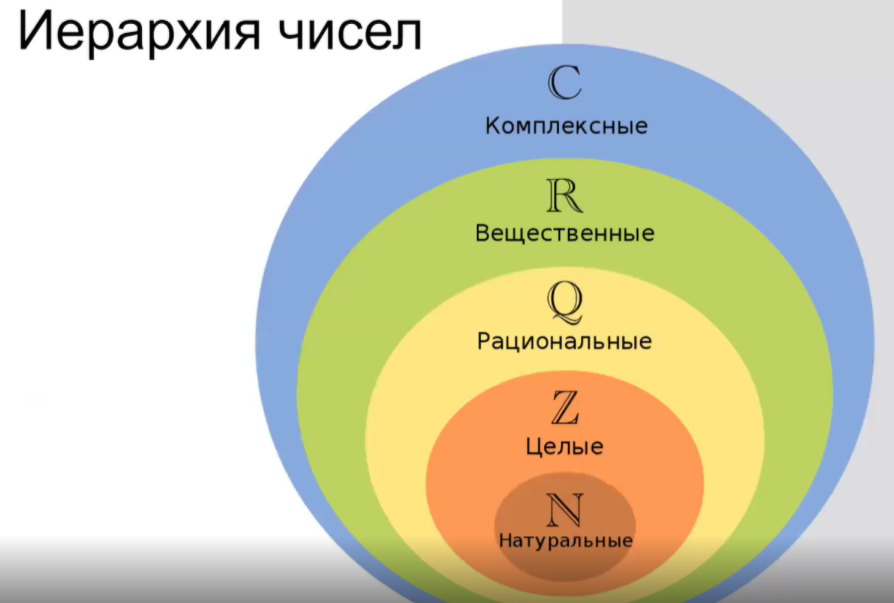 Иерархия чисел
ℂ
Комплексные
ℝ
Вещественные
ℚ
Рациональные
ℤ
Целые
ℕ
Натуральные